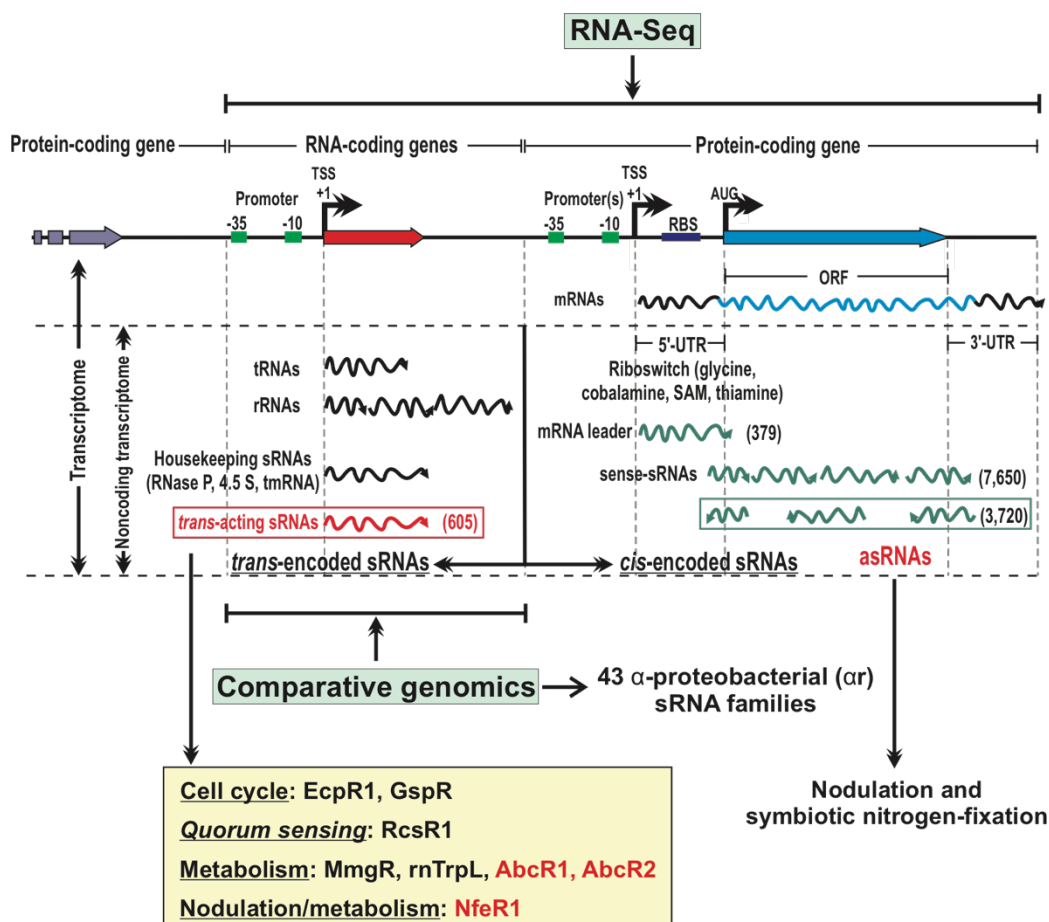 RNA-Seq
Protein-coding gene
RNA-coding genes
Protein-coding gene
TSS
+1
Promoter
-35
-10
TSS
+1
Promoter(s)
-35
-10
RBS
AUG
ORF
mRNAs
5'-UTR
3'-UTR
Riboswitch (glycine,
cobalamine, SAM, thiamine)
Transcriptome
Noncoding transcriptome
tRNAs
rRNAs
mRNA leader
(379)
Housekeeping sRNAs
(RNase P, 4.5 S, tmRNA)
sense-sRNAs
(7,650)
trans-acting sRNAs
(605)
(3,720)
trans-encoded sRNAs
cis-encoded sRNAs
asRNAs
Comparative genomics
43 α-proteobacterial (αr)
sRNA families
Cell cycle: EcpR1, GspR
Quorum sensing: RcsR1
Metabolism: MmgR, rnTrpL, AbcR1, AbcR2
Nodulation/metabolism: NfeR1
Nodulation and
symbiotic nitrogen-fixation